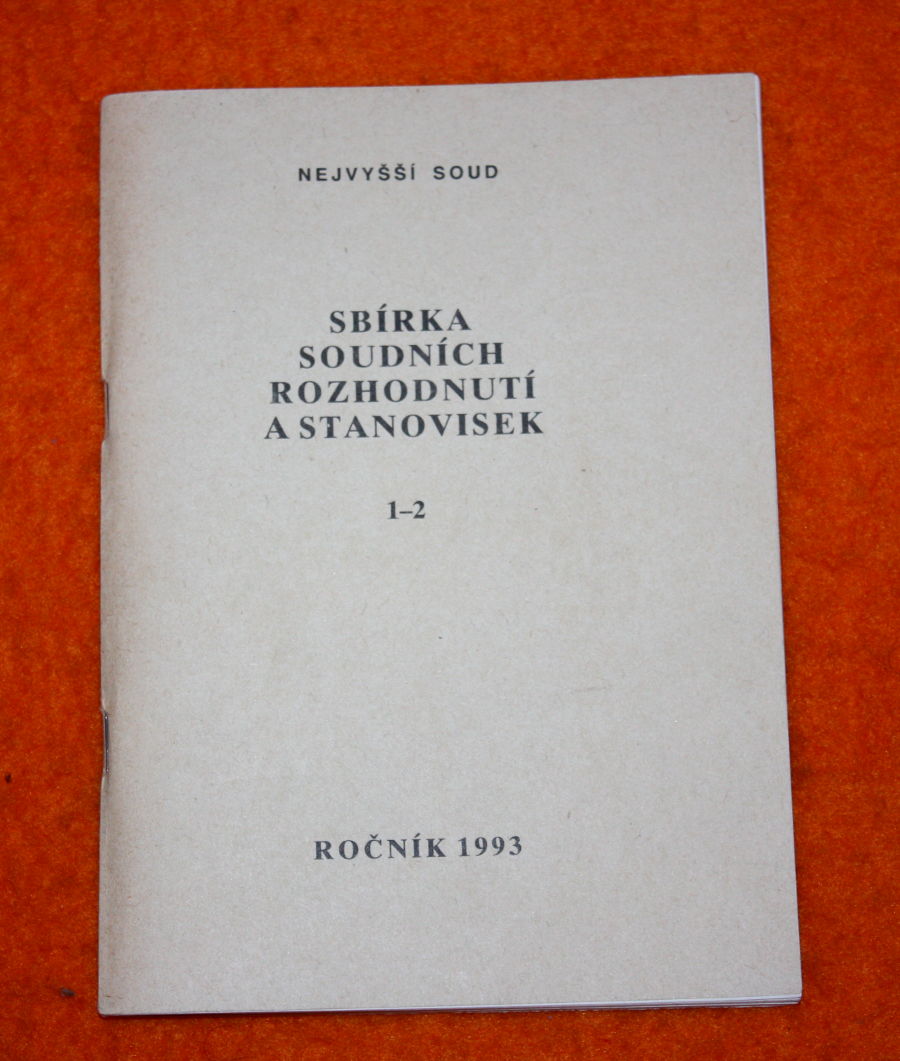 NEJVYŠŠÍ SOUD
SBÍRKA
SOUDNÍCH
ROZHODNUTÍ
A STANOVISEK
1–2
ROČNÍK 1993